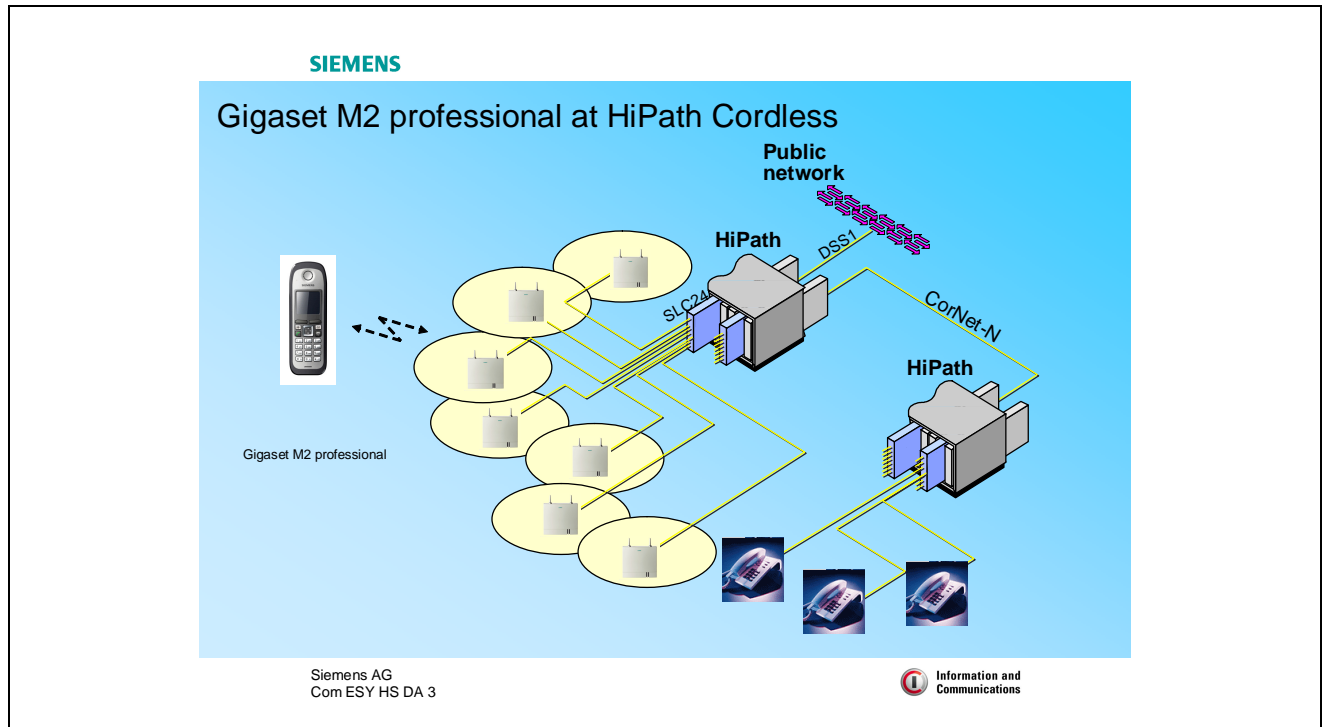 SIEMENS
Gigaset M2 professional at HiPath Cordless
Public
network
HiPath
DSS1
SLC24
CorNet-N
HiPath
Gigaset M2 professional
Siemens AG
Com ESY HS DA 3
Information and
Communications